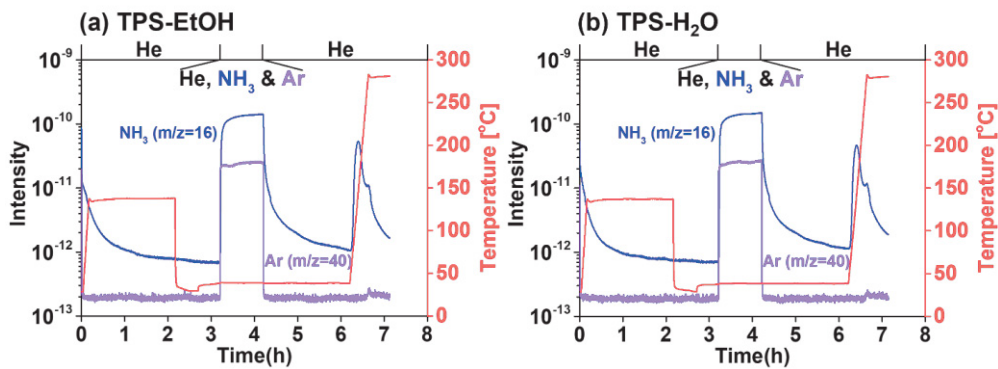 (a) TPS-EtOH
He
He
He, NH₃ & Ar
10⁻⁹
10⁻¹⁰
10⁻¹¹
10⁻¹²
10⁻¹³
Intensity
NH₃ (m/z=16)
Ar (m/z=40)
300
250
200
150
100
50
0
Temperature [°C]
0 1 2 3 4 5 6 7 8
Time(h)
(b) TPS-H₂O
He
He
He, NH₃ & Ar
10⁻⁹
10⁻¹⁰
10⁻¹¹
10⁻¹²
10⁻¹³
Intensity
NH₃ (m/z=16)
Ar (m/z=40)
300
250
200
150
100
50
0
Temperature [°C]
0 1 2 3 4 5 6 7 8
Time(h)